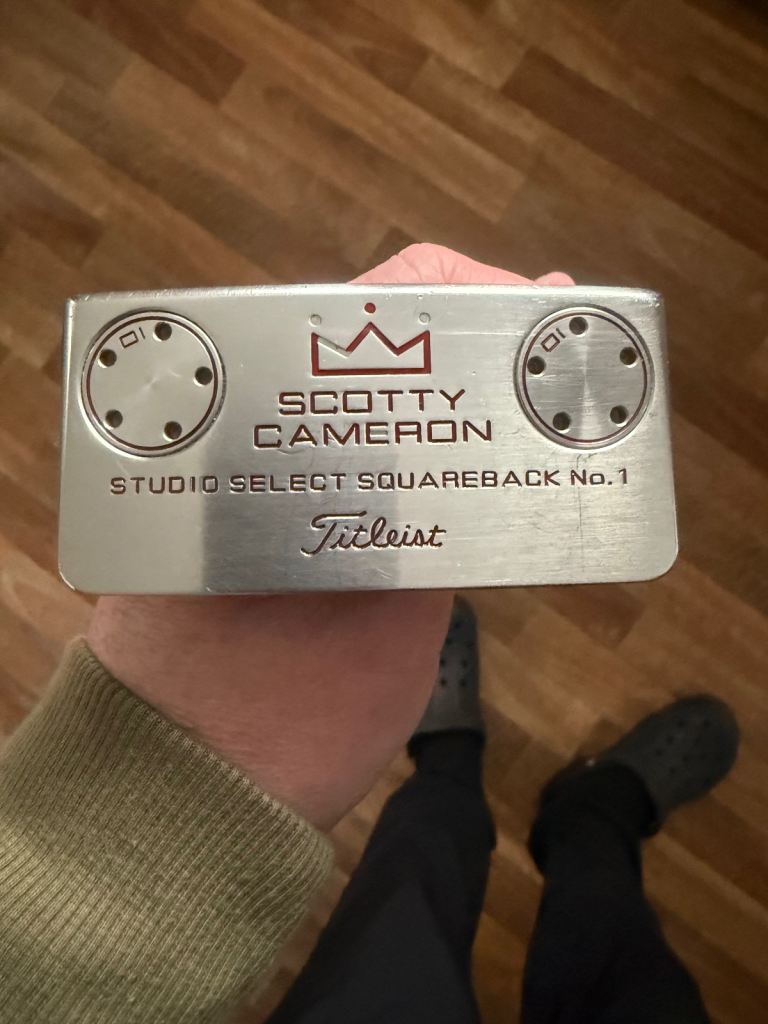 10
10
SCOTTY
CAMERON
STUDIO SELECT SQUAREBACK No.1
Titleist